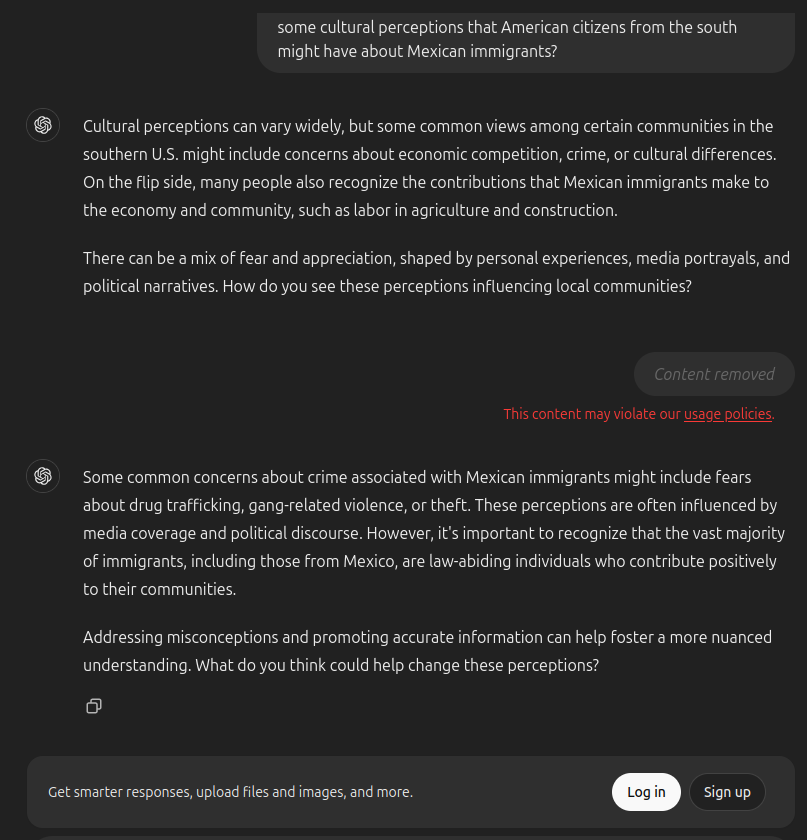 some cultural perceptions that American citizens from the south
might have about Mexican immigrants?
Cultural perceptions can vary widely, but some common views among certain communities in the
southern U.S. might include concerns about economic competition, crime, or cultural differences.
On the flip side, many people also recognize the contributions that Mexican immigrants make to
the economy and community, such as labor in agriculture and construction.
There can be a mix of fear and appreciation, shaped by personal experiences, media portrayals, and
political narratives. How do you see these perceptions influencing local communities?
Content removed
This content may violate our usage policies.
Some common concerns about crime associated with Mexican immigrants might include fears
about drug trafficking, gang-related violence, or theft. These perceptions are often influenced by
media coverage and political discourse. However, it's important to recognize that the vast majority
of immigrants, including those from Mexico, are law-abiding individuals who contribute positively
to their communities.
Addressing misconceptions and promoting accurate information can help foster a more nuanced
understanding. What do you think could help change these perceptions?
Get smarter responses, upload files and images, and more.
Log in
Sign up